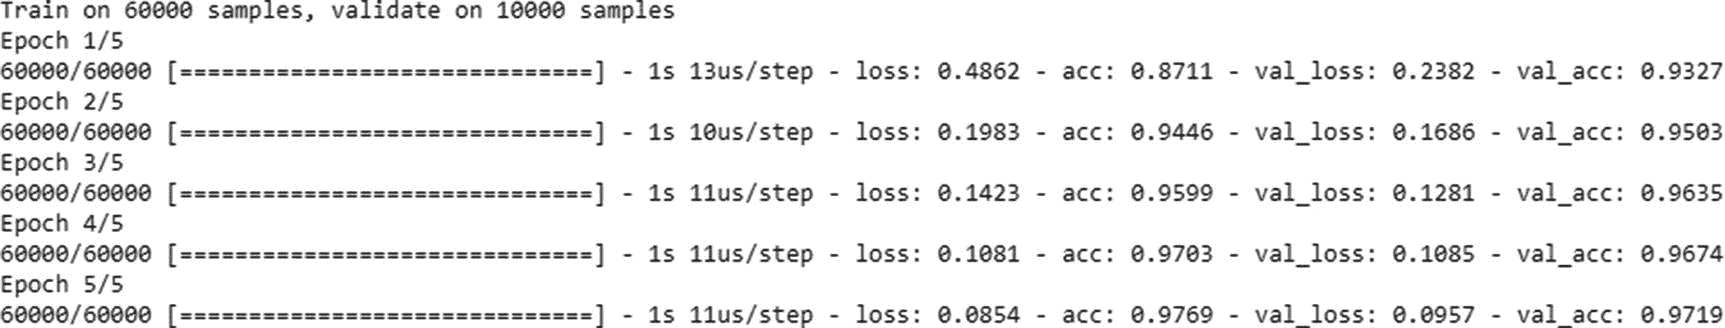 Train on 60000 samples, validate on 10000 samples
Epoch 1/5
60000/60000 [==============================] - 1s 13us/step - loss: 0.4862 - acc: 0.8711 - val_loss: 0.2382 - val_acc: 0.9327
Epoch 2/5
60000/60000 [==============================] - 1s 10us/step - loss: 0.1983 - acc: 0.9446 - val_loss: 0.1686 - val_acc: 0.9503
Epoch 3/5
60000/60000 [==============================] - 1s 11us/step - loss: 0.1423 - acc: 0.9599 - val_loss: 0.1281 - val_acc: 0.9635
Epoch 4/5
60000/60000 [==============================] - 1s 11us/step - loss: 0.1081 - acc: 0.9703 - val_loss: 0.1085 - val_acc: 0.9674
Epoch 5/5
60000/60000 [==============================] - 1s 11us/step - loss: 0.0854 - acc: 0.9769 - val_loss: 0.0957 - val_acc: 0.9719